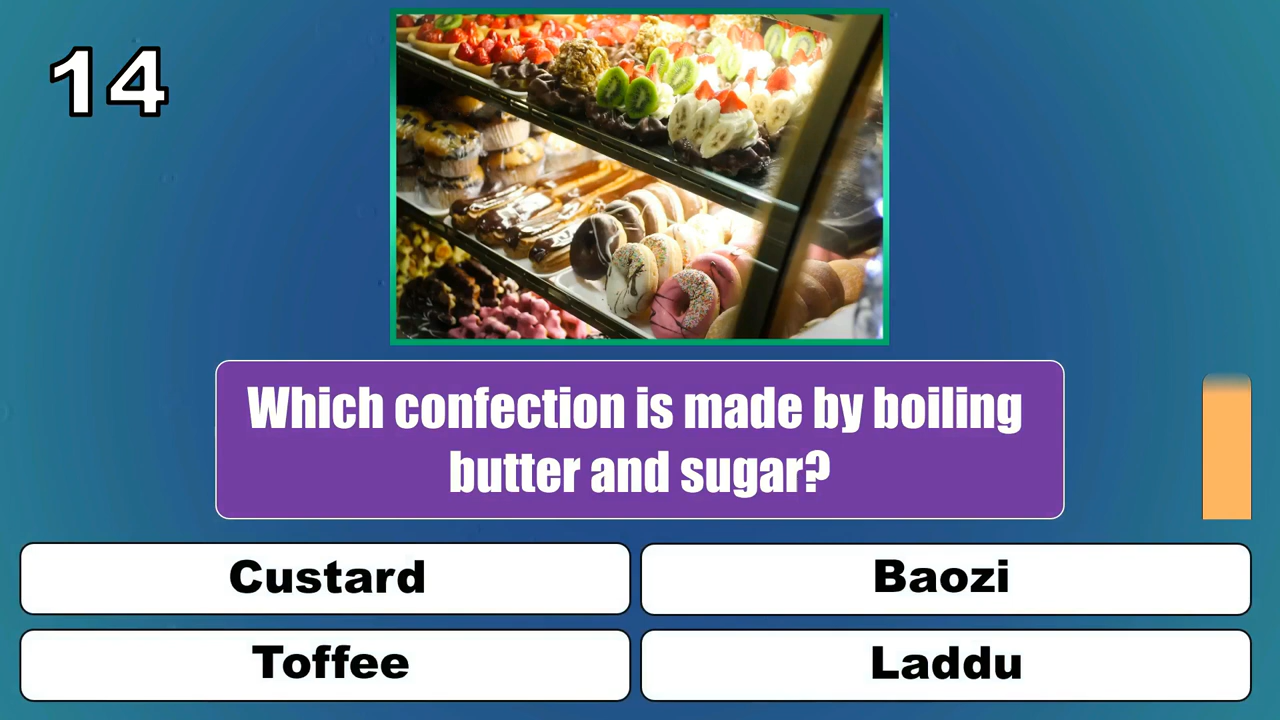 14
Which confection is made by boiling
butter and sugar?
Custard
Baozi
Toffee
Laddu